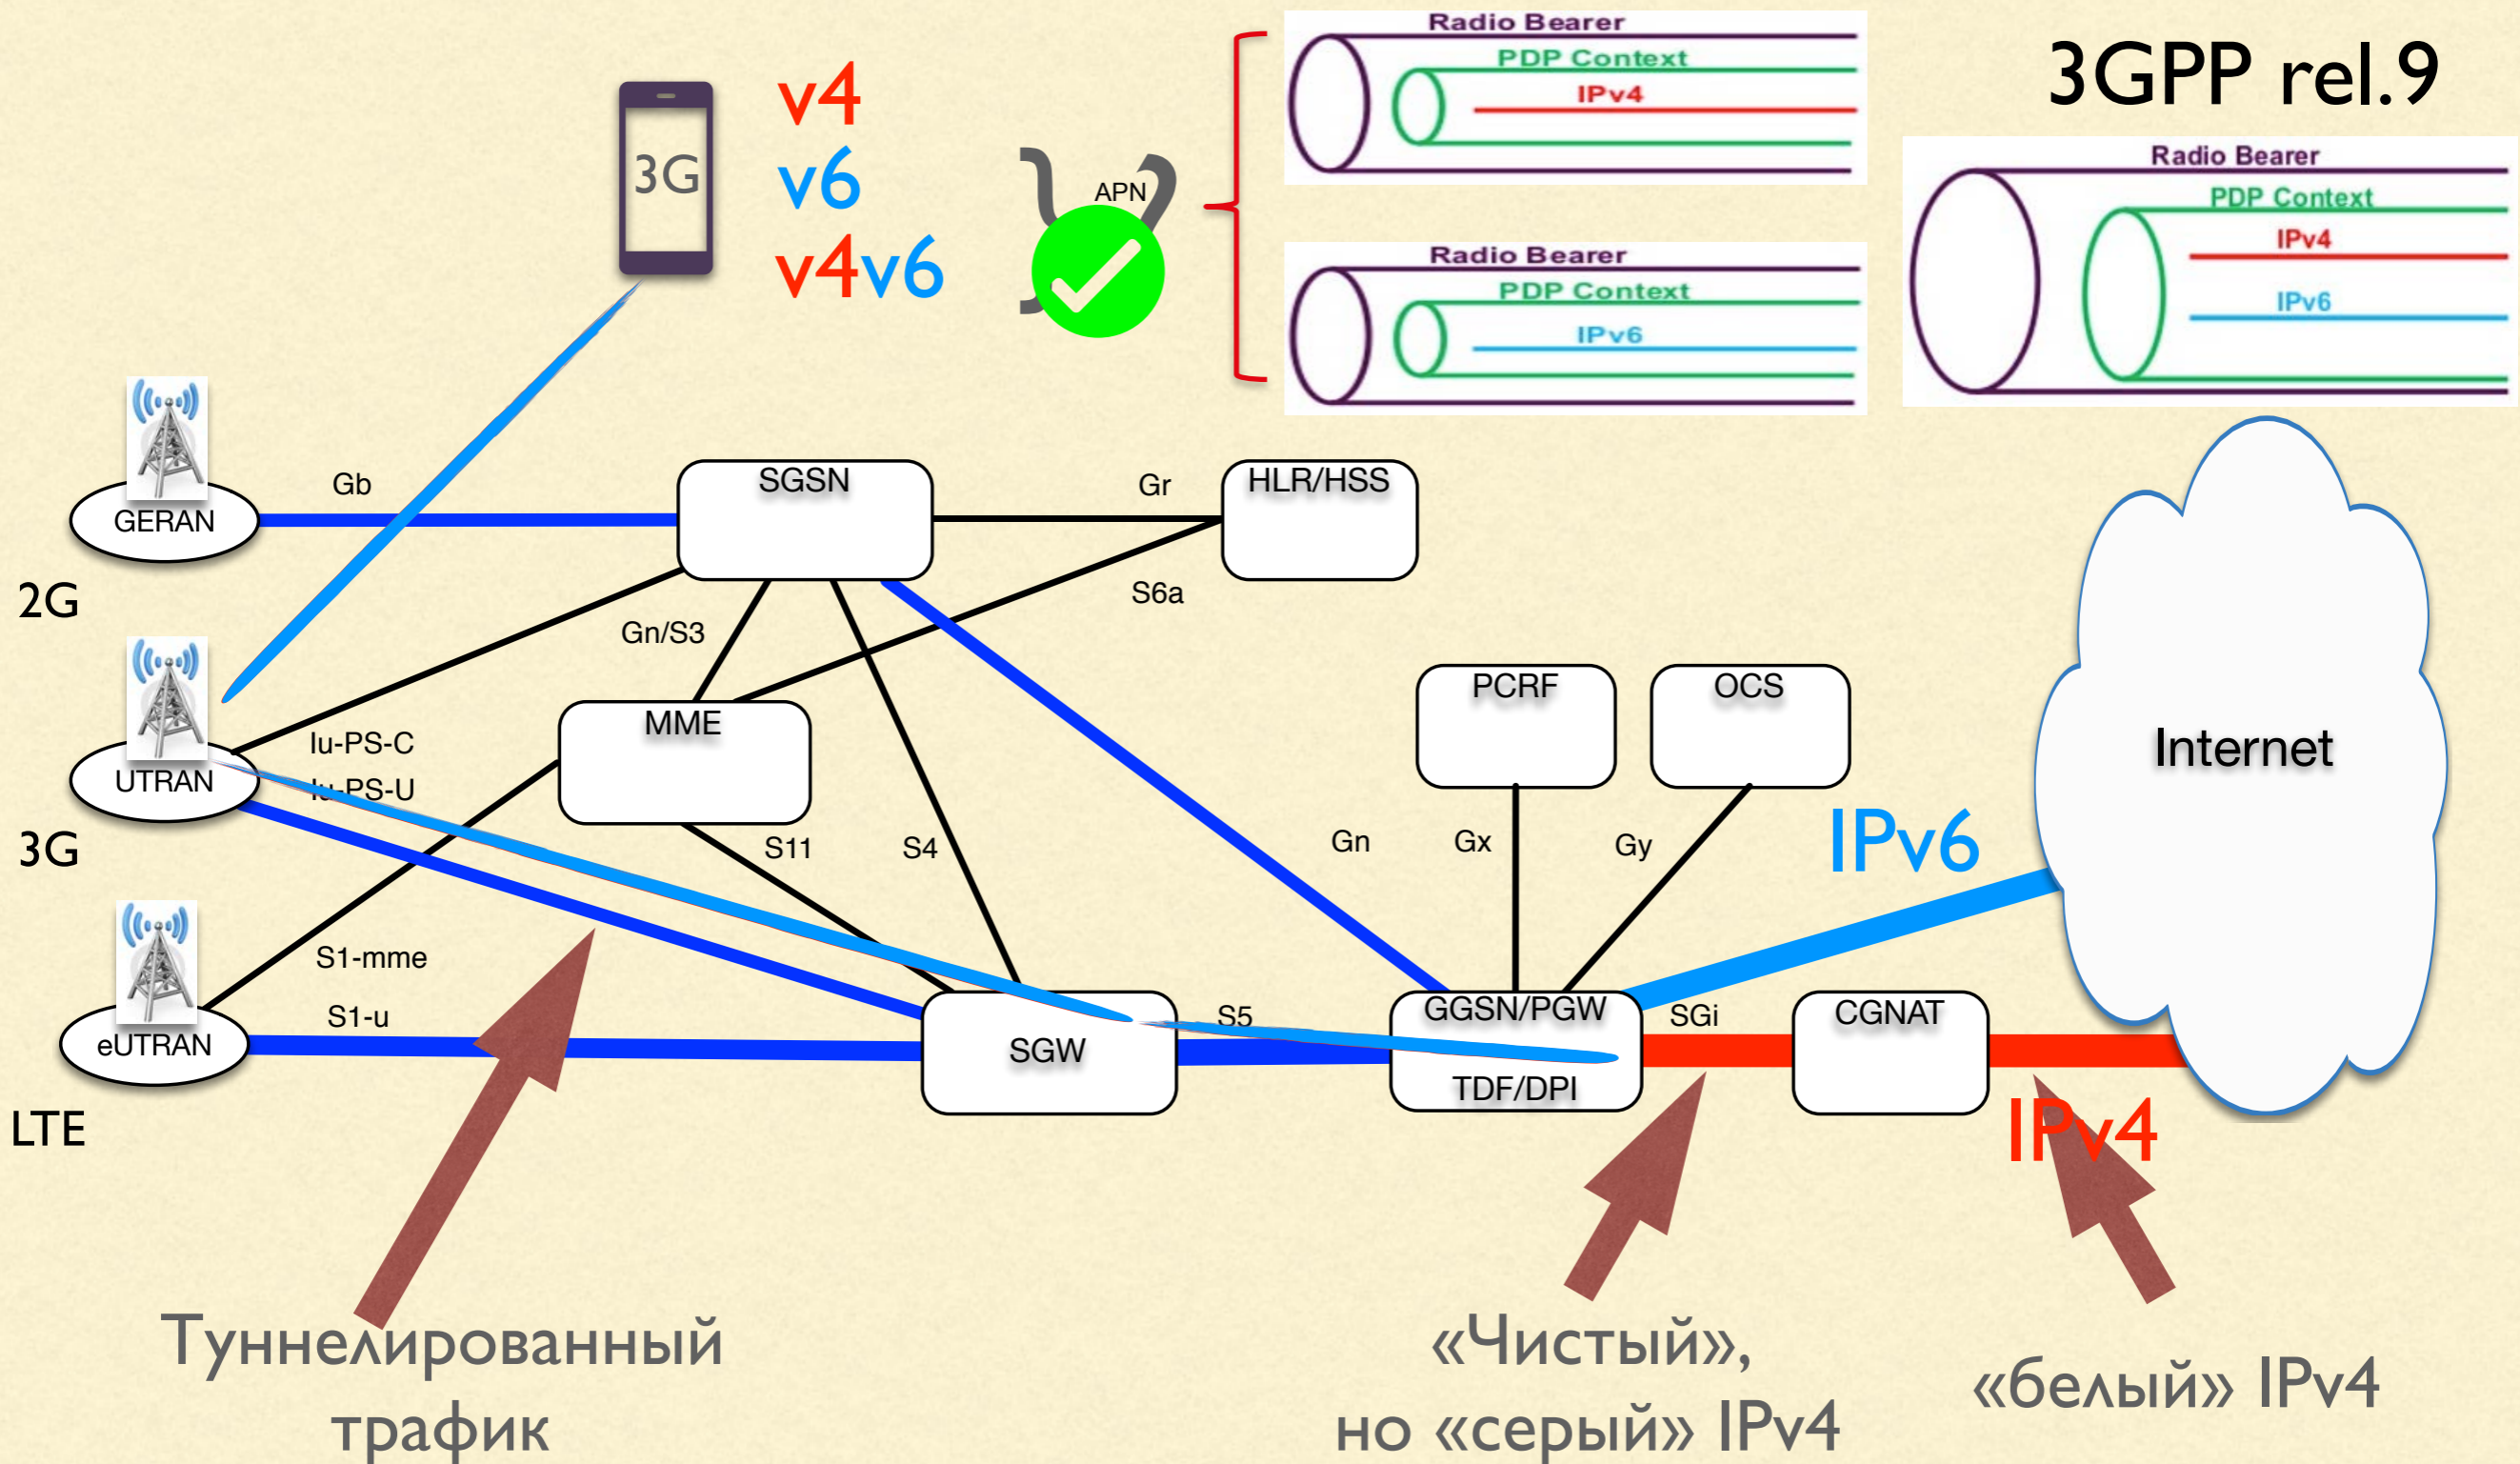 Radio Bearer
PDP Context
IPv4
3GPP rel.9
v4
v6
v4v6
3G
APN
Radio Bearer
PDP Context
IPv6
Radio Bearer
PDP Context
IPv4
IPv6
Gb
SGSN
Gr
HLR/HSS
GERAN
2G
S6a
Gn/S3
PCRF
OCS
MME
Iu-PS-C
Iu-PS-U
UTRAN
Internet
3G
S11
S4
Gn
Gx
Gy
IPv6
S1-mme
S1-u
S5
GGSN/PGW
SGi
CGNAT
eUTRAN
SGW
TDF/DPI
LTE
IPv4
Туннелированный
трафик
«Чистый»,
но «серый» IPv4
«белый» IPv4